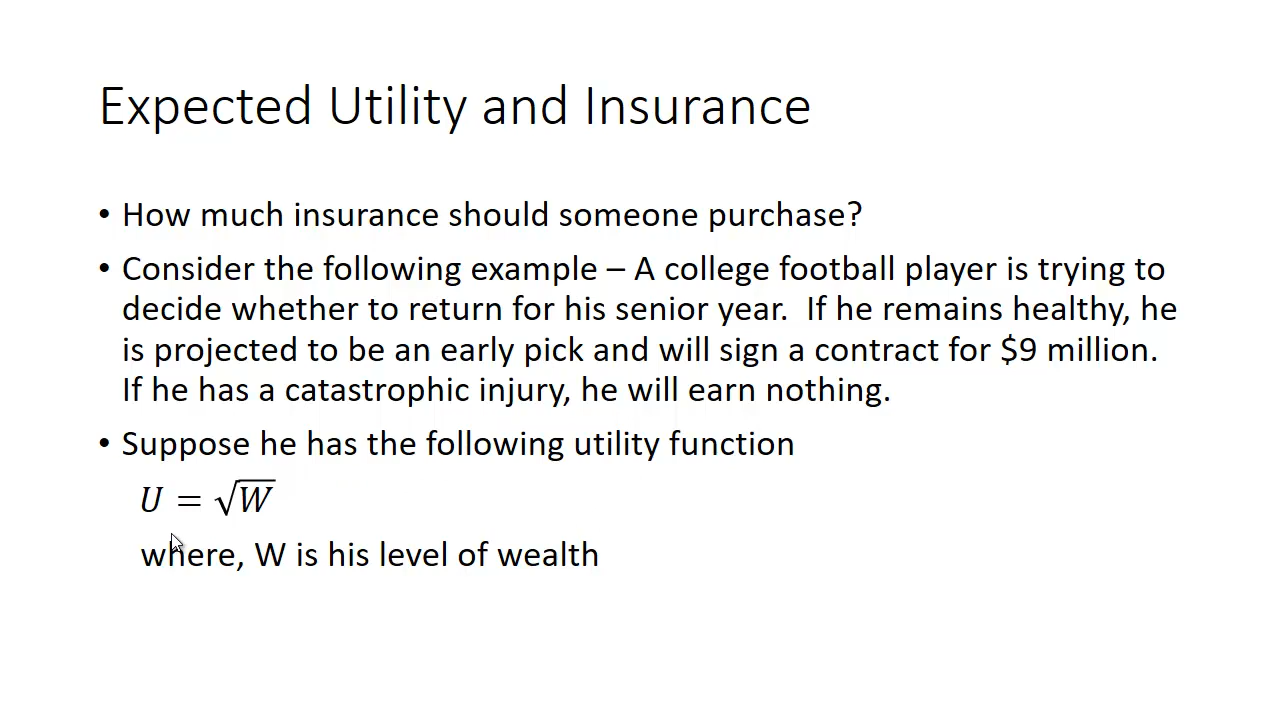 Expected Utility and Insurance
• How much insurance should someone purchase?
• Consider the following example – A college football player is trying to
decide whether to return for his senior year.  If he remains healthy, he
is projected to be an early pick and will sign a contract for $9 million.
If he has a catastrophic injury, he will earn nothing.
• Suppose he has the following utility function
U = √W
where, W is his level of wealth